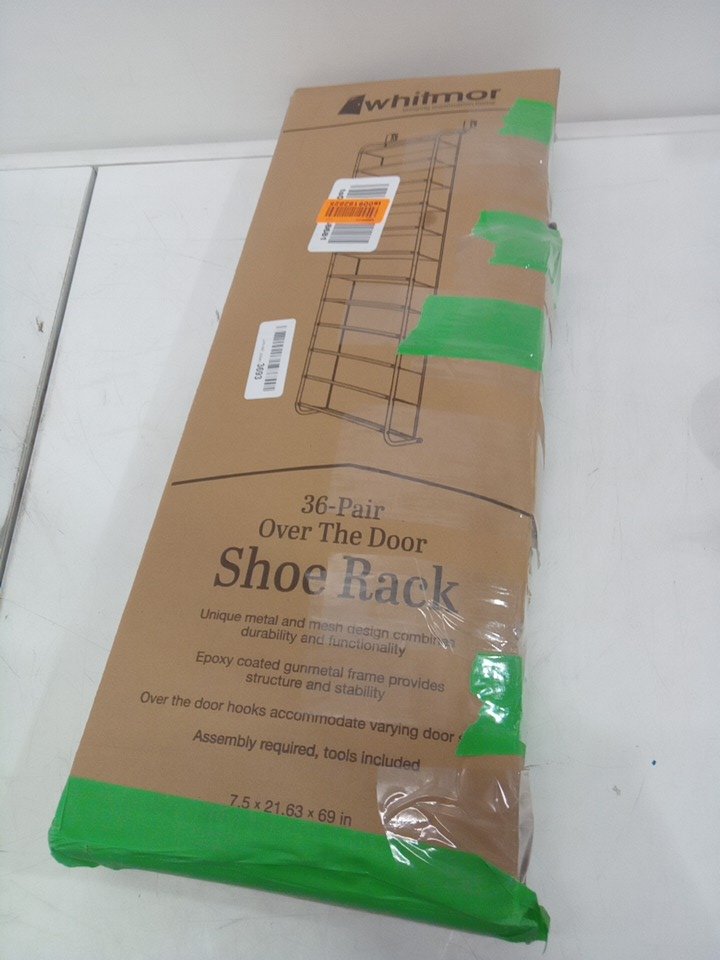 whitmor
3693
36-Pair
Over The Door
Shoe Rack
Unique metal and mesh design combines
durability and functionality
Epoxy coated gunmetal frame provides
structure and stability
Over the door hooks accommodate varying door s
Assembly required, tools included
7.5 x 21.63 x 69 in